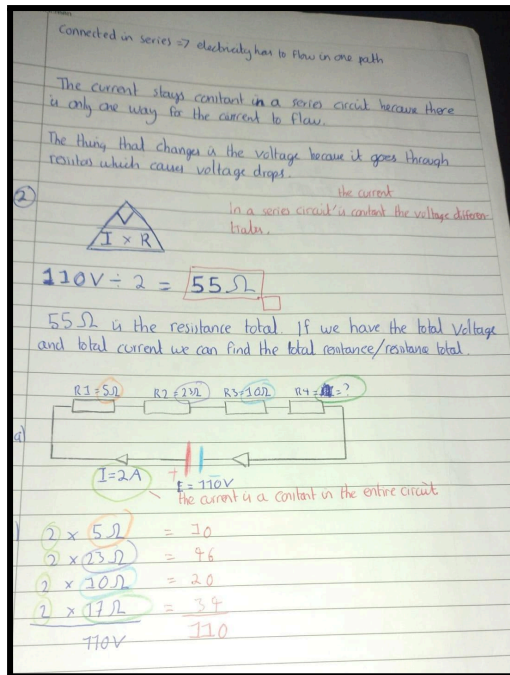 Connected in series => electricity has to flow in one path
The current stays constant in a series circuit because there
is only one way for the current to flow.
The thing that changes is the voltage because it goes through
which causes voltage drops.
the current
In a series circuit is constant the voltage differen-
2
V
I x R
110V ÷ 2 = 55Ω
55Ω is the resistance total. If we have the total Voltage
and total current we can find the total resistance/resistance total.
R1=5Ω R2=23Ω R3=10Ω R4= =?
a)
I=2A + E=110V
the current is a constant in the entire circuit
2 x 5Ω = 10
2 x 23Ω = 46
2 x 10Ω = 20
2 x 17Ω = 34
110V 110